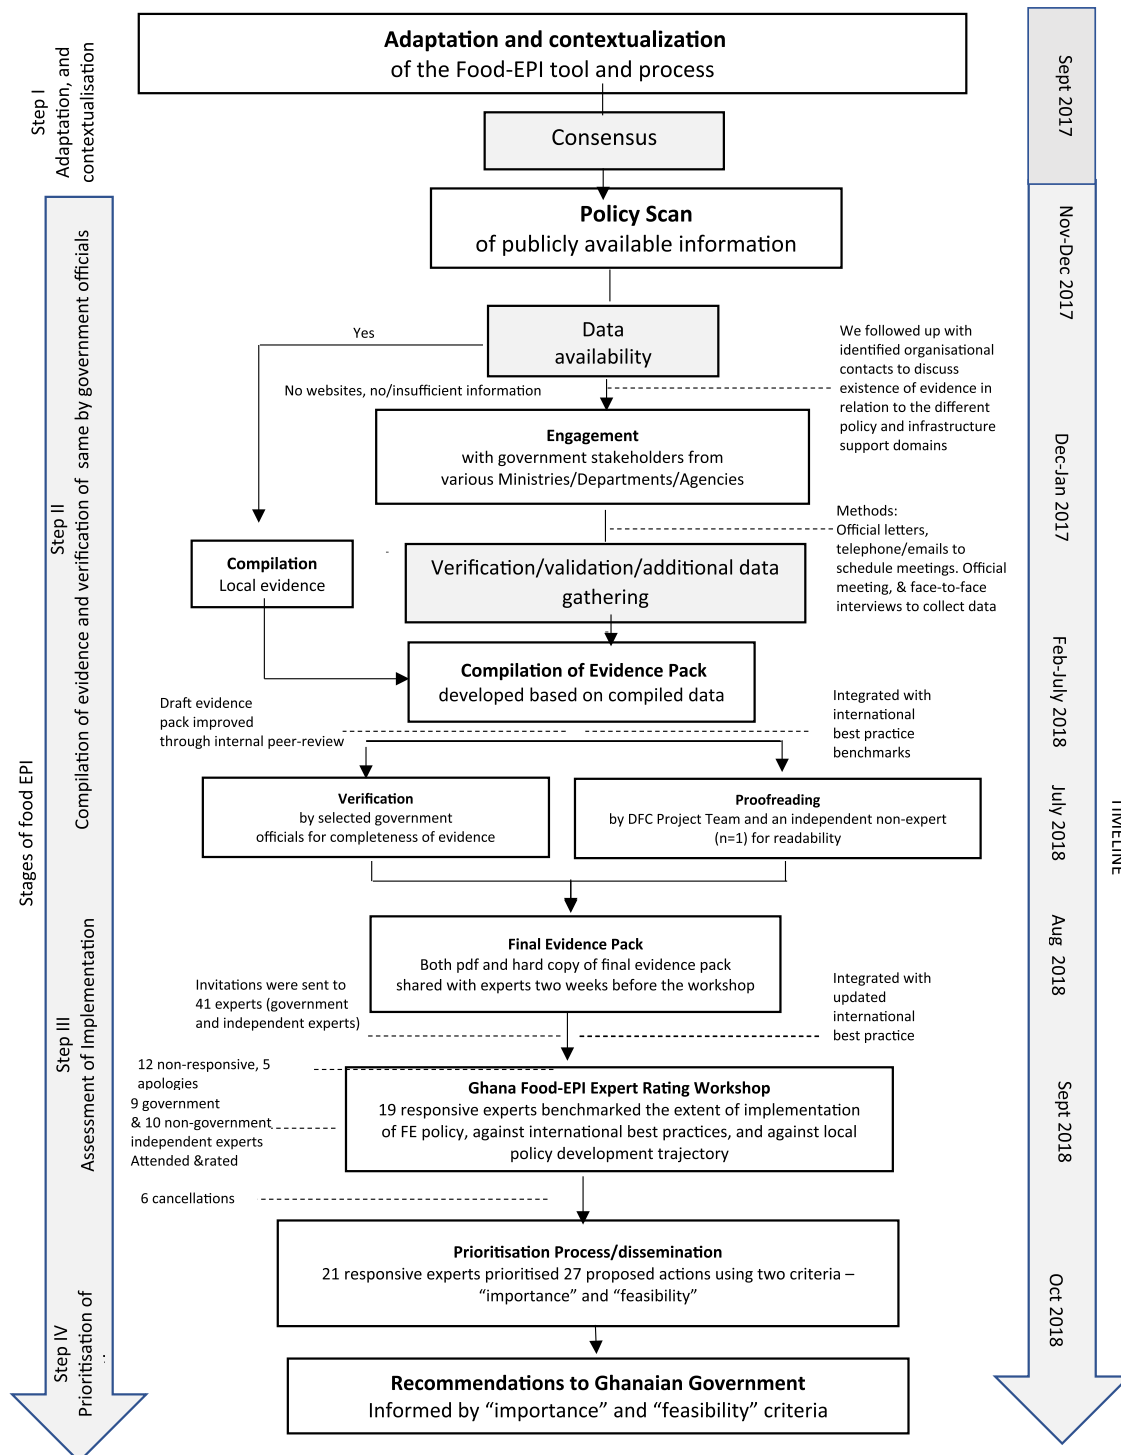 Adaptation and contextualization
of the Food-EPI tool and process
Step I
Adaptation, and
contextualisation
Sept 2017
Consensus
Policy Scan
of publicly available information
Nov-Dec 2017
Data
availability
Yes
No websites, no/insufficient information
We followed up with
identified organisational
contacts to discuss
existence of evidence in
relation to the different
policy and infrastructure
support domains
Engagement
with government stakeholders from
various Ministries/Departments/Agencies
Dec-Jan 2017
Step II
Compilation of evidence and verification of same by government officials
Methods:
Official letters,
telephone/emails to
schedule meetings. Official
meeting, & face-to-face
interviews to collect data
Compilation
Local evidence
Verification/validation/additional data
gathering
Compilation of Evidence Pack
developed based on compiled data
Feb-July 2018
Draft evidence
pack improved
through internal peer-review
Integrated with
international
best practice
benchmarks
Verification
by selected government
officials for completeness of evidence
Proofreading
by DFC Project Team and an independent non-expert
(n=1) for readability
July 2018
Stages of food EPI
TIMELINE
Final Evidence Pack
Both pdf and hard copy of final evidence pack
shared with experts two weeks before the workshop
Aug 2018
Invitations were sent to
41 experts (government
and independent experts)
Integrated with
updated
international
best practice
Step III
Assessment of Implementation
12 non-responsive, 5
apologies
9 government
& 10 non-government
independent experts
Attended &rated
Ghana Food-EPI Expert Rating Workshop
19 responsive experts benchmarked the extent of implementation
of FE policy, against international best practices, and against local
policy development trajectory
Sept 2018
6 cancellations
Prioritisation Process/dissemination
21 responsive experts prioritised 27 proposed actions using two criteria –
“importance” and “feasibility”
Oct 2018
Step IV
Prioritisation of
Recommendations to Ghanaian Government
Informed by “importance” and “feasibility” criteria